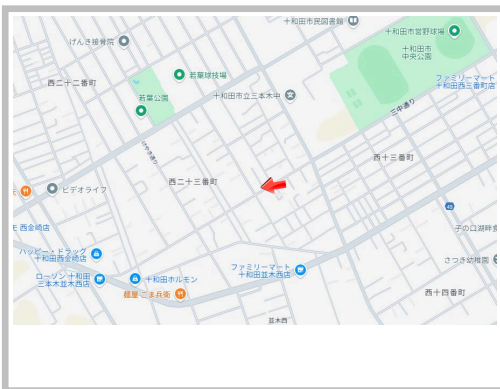 十和田市民図書館
十和田市営野球場
げんき接骨院
十和田市
中央公園
若葉球技場
ファミリーマート
十和田西三番町店
西二十二番町
若葉公園
十和田市立三本木中
三中通り
けやき通り
西十三番町
西二十三番町
ビデオライフ
45
西金崎店
子の口湖畔食
ハッピー・ドラッグ
十和田西金崎店
さつき幼稚園
ファミリーマート
十和田並木西店
ローソン 十和田
三本木並木西店
十和田ホルモン
麺屋 ごま兵衛
西十四番町
並木西